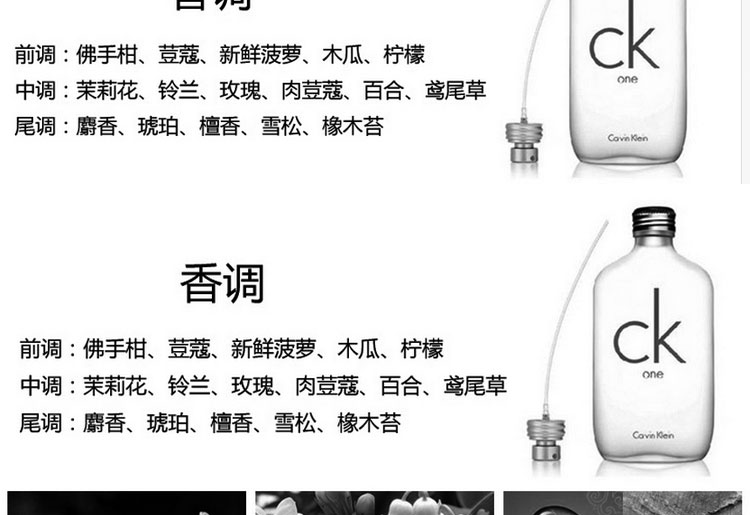 香调
前调：佛手柑、荳蔻、新鲜菠萝、木瓜、柠檬
中调：茉莉花、铃兰、玫瑰、肉荳蔻、百合、鸢尾草
尾调：麝香、琥珀、檀香、雪松、橡木苔
ck
one
Cavin Klein
香调
前调：佛手柑、荳蔻、新鲜菠萝、木瓜、柠檬
中调：茉莉花、铃兰、玫瑰、肉荳蔻、百合、鸢尾草
尾调：麝香、琥珀、檀香、雪松、橡木苔
ck
one
Cavin Klein